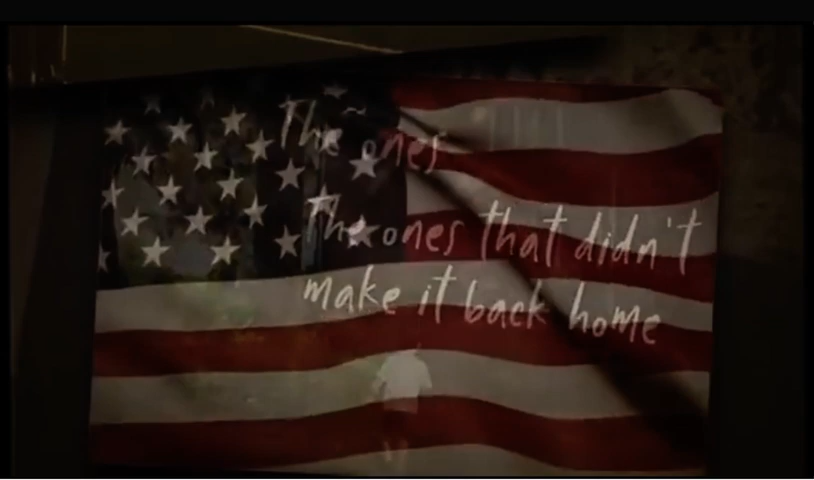 The ones
The ones that didn't
make it back home